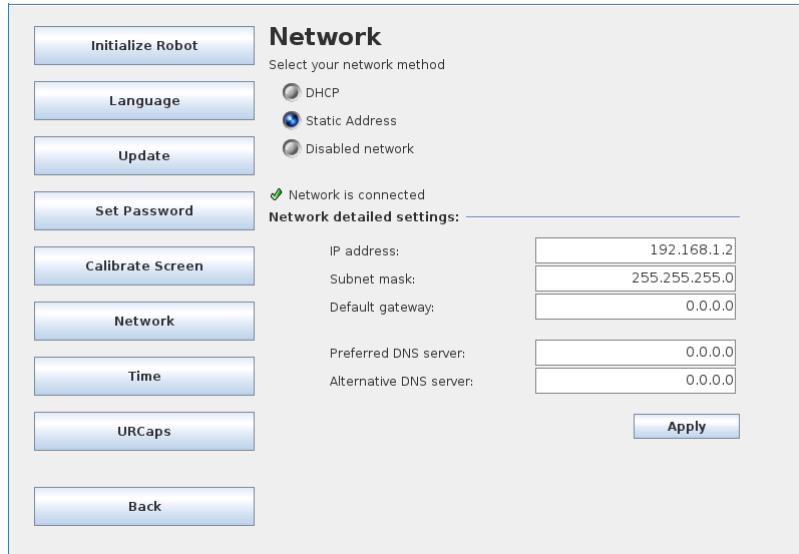 Initialize Robot
Language
Update
Set Password
Calibrate Screen
Network
Time
URCaps
Back
Network
Select your network method
DHCP
Static Address
Disabled network
Network is connected
Network detailed settings:
IP address: 192.168.1.2
Subnet mask: 255.255.255.0
Default gateway: 0.0.0.0
Preferred DNS server: 0.0.0.0
Alternative DNS server: 0.0.0.0
Apply